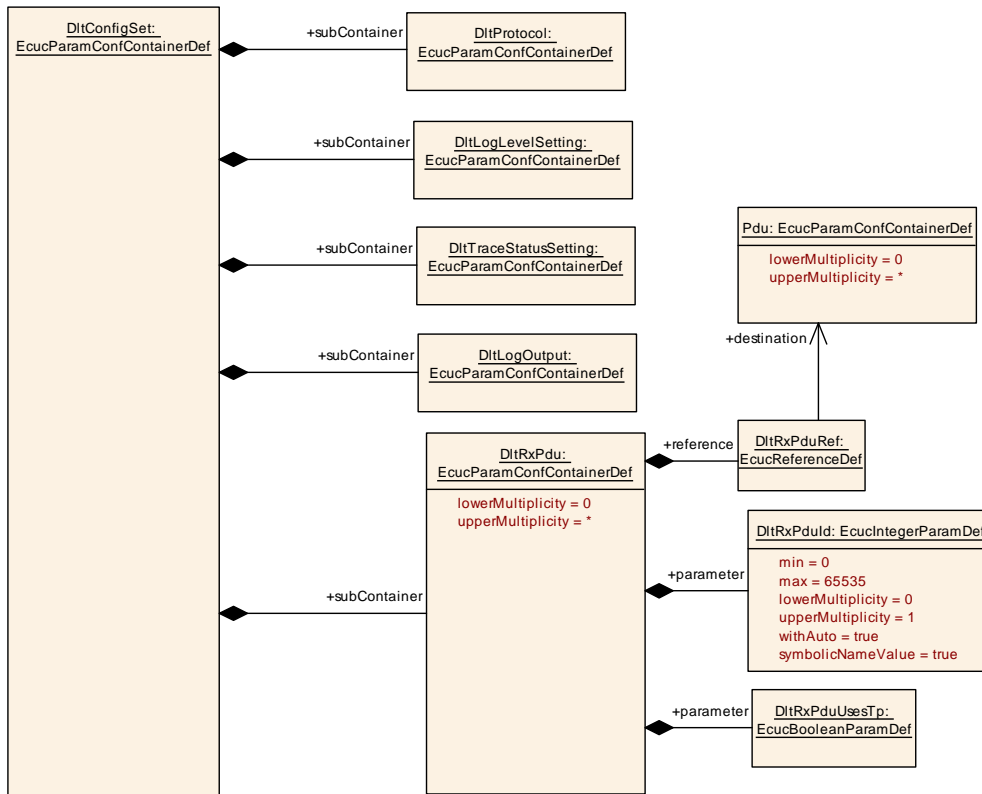 DltConfigSet:
EcucParamConfContainerDef
+subContainer
DltProtocol:
EcucParamConfContainerDef
+subContainer
DltLogLevelSetting:
EcucParamConfContainerDef
+subContainer
DltTraceStatusSetting:
EcucParamConfContainerDef
Pdu: EcucParamConfContainerDef
lowerMultiplicity = 0
upperMultiplicity = *
+destination
+subContainer
DltLogOutput:
EcucParamConfContainerDef
+subContainer
DltRxPdu:
EcucParamConfContainerDef
lowerMultiplicity = 0
upperMultiplicity = *
+reference
DltRxPduRef:
EcucReferenceDef
+parameter
DltRxPduId: EcucIntegerParamDef
min = 0
max = 65535
lowerMultiplicity = 0
upperMultiplicity = 1
withAuto = true
symbolicNameValue = true
+parameter
DltRxPduUsesTp:
EcucBooleanParamDef